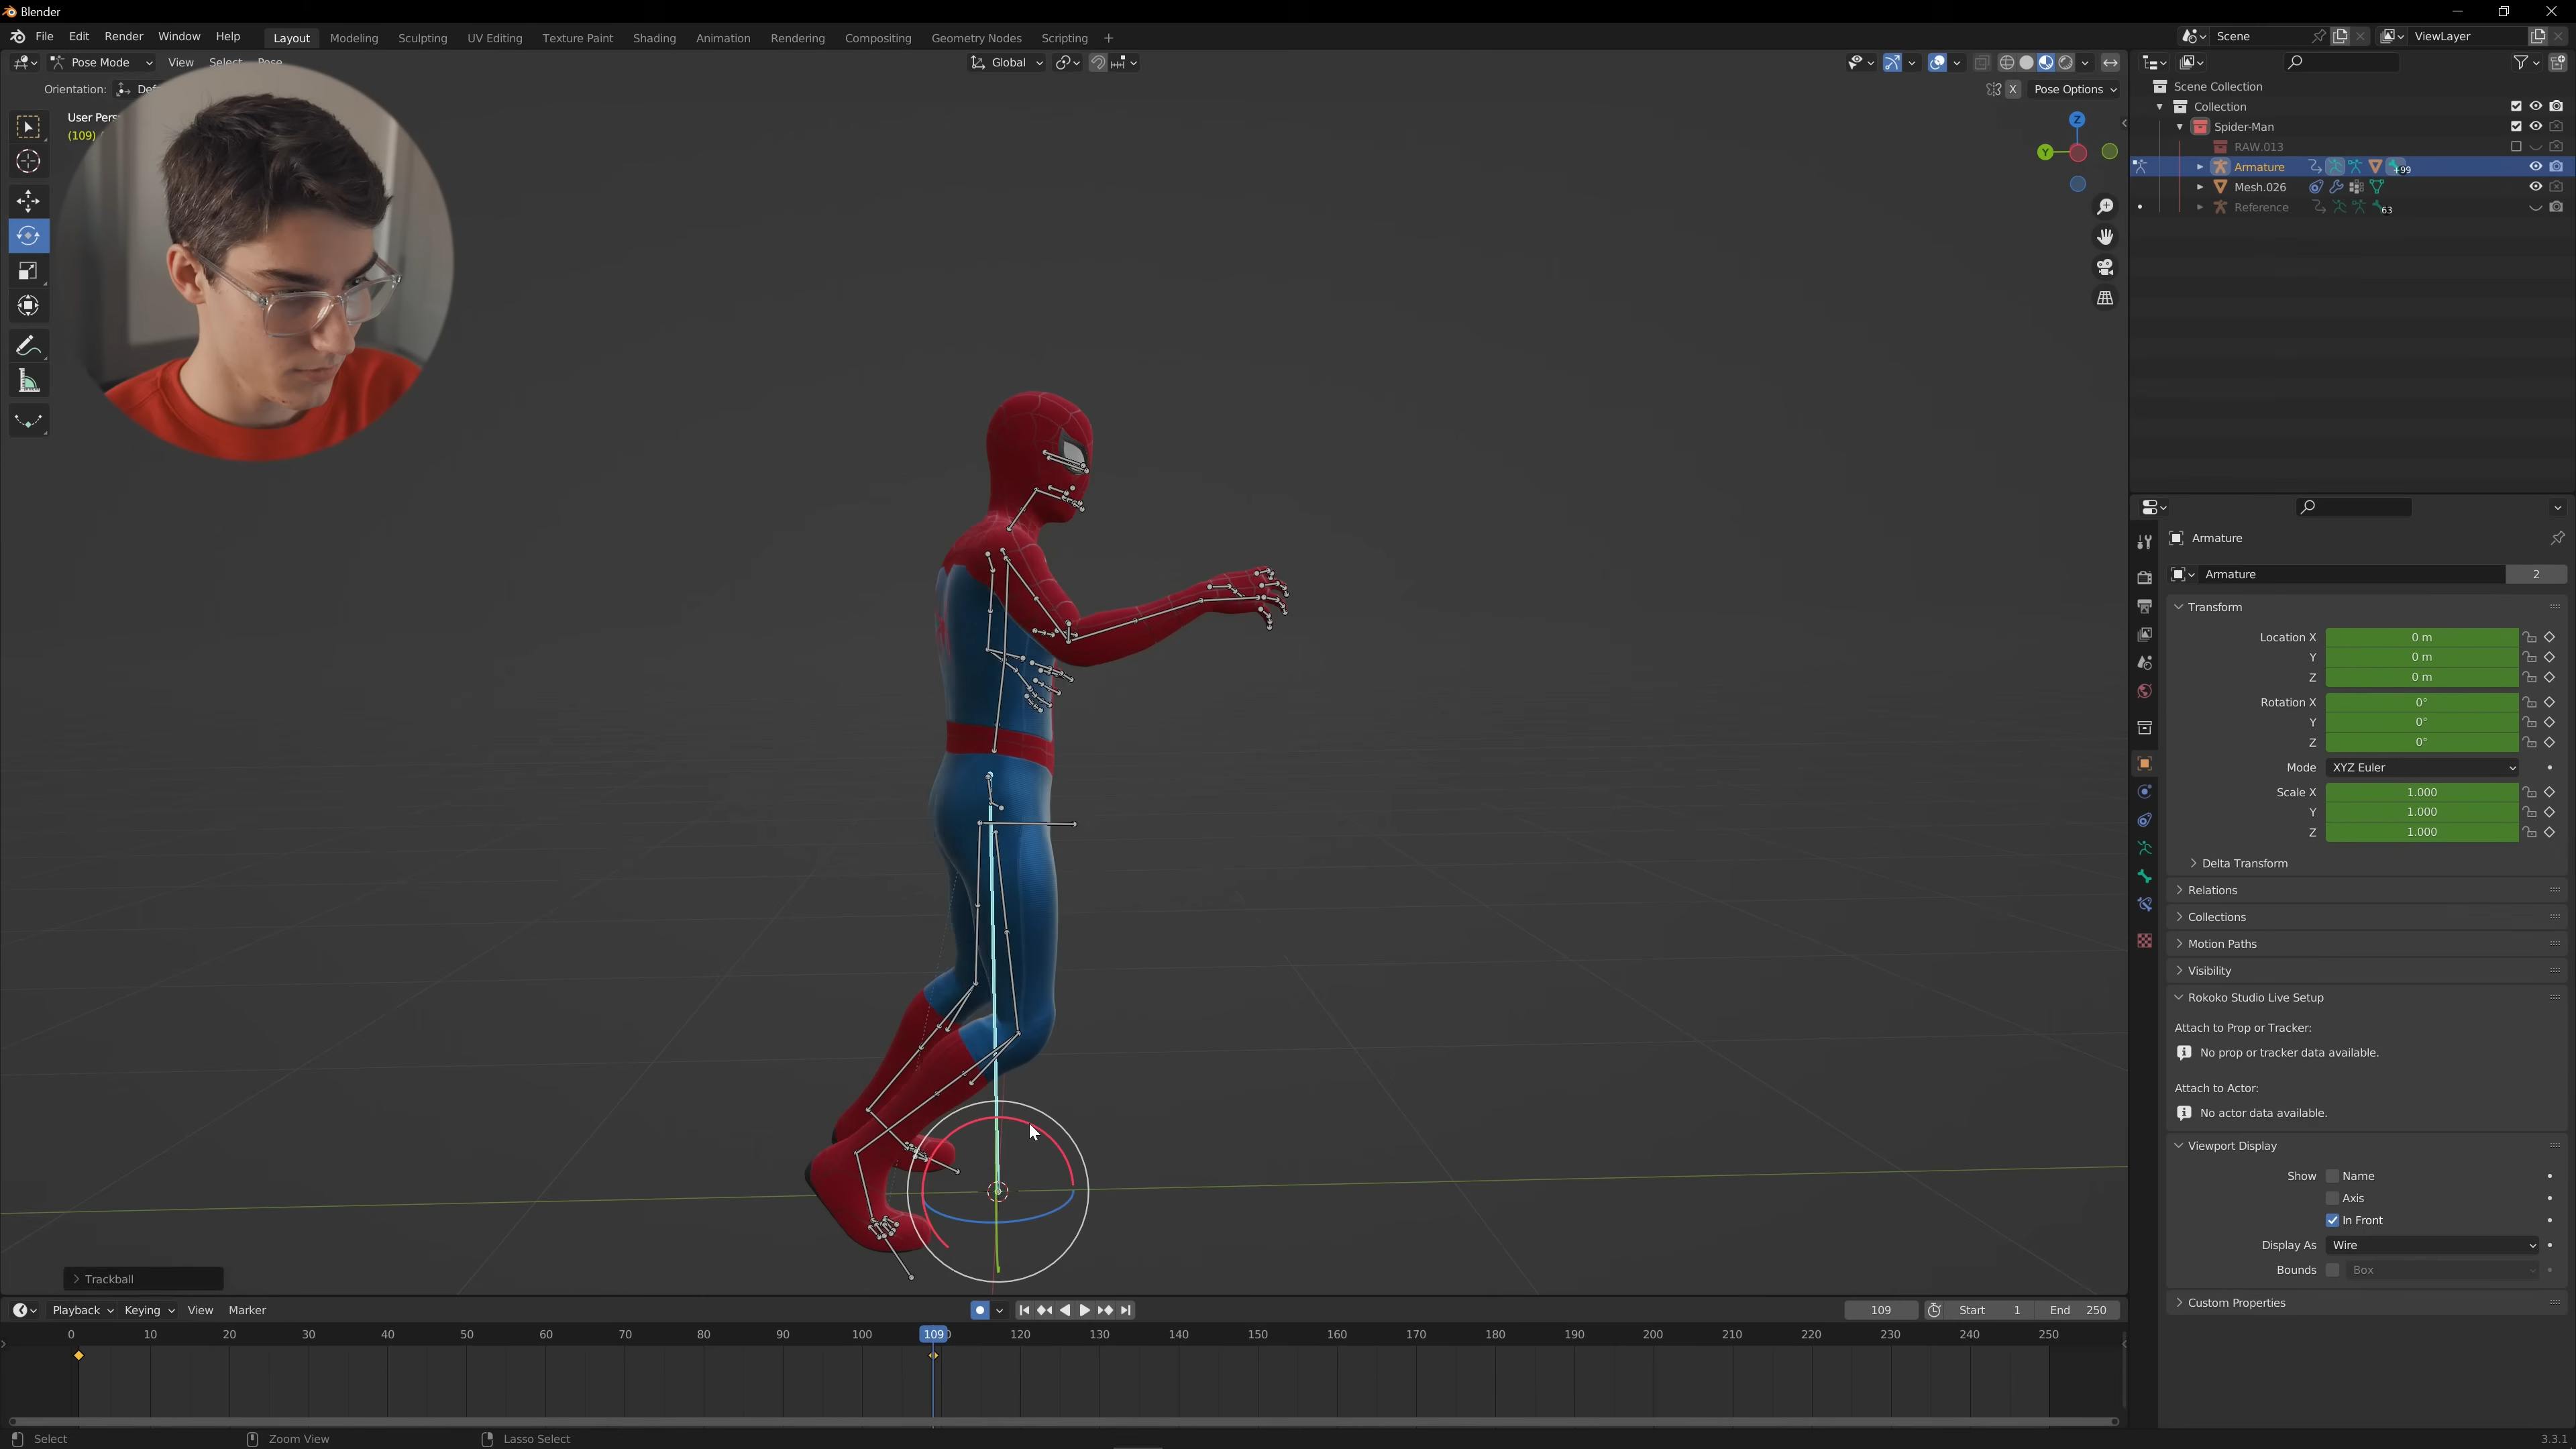 Blender
File Edit Render Window Help Layout Modeling Sculpting UV Editing Texture Paint Shading Animation Rendering Compositing Geometry Nodes Scripting + Scene ViewLayer
Pose Mode View Select Pose Global
Orientation: X Pose Options
(109)
Z
Y
Scene Collection
Collection
Spider-Man
RAW.013
Armature +99
Mesh.026
Reference 63
Armature
Armature 2
Transform
Location X 0 m
Y 0 m
Z 0 m
Rotation X 0°
Y 0°
Z 0°
Mode XYZ Euler
Scale X 1.000
Y 1.000
Z 1.000
Delta Transform
Relations
Collections
Motion Paths
Visibility
Rokoko Studio Live Setup
Attach to Prop or Tracker:
No prop or tracker data available.
Attach to Actor:
No actor data available.
Viewport Display
Show Name
Axis
In Front
Display As Wire
Bounds Box
Custom Properties
Trackball
Playback Keying View Marker 109 Start 1 End 250
0 10 20 30 40 50 60 70 80 90 100 109 120 130 140 150 160 170 180 190 200 210 220 230 240 250
Select Zoom View Lasso Select 3.3.1